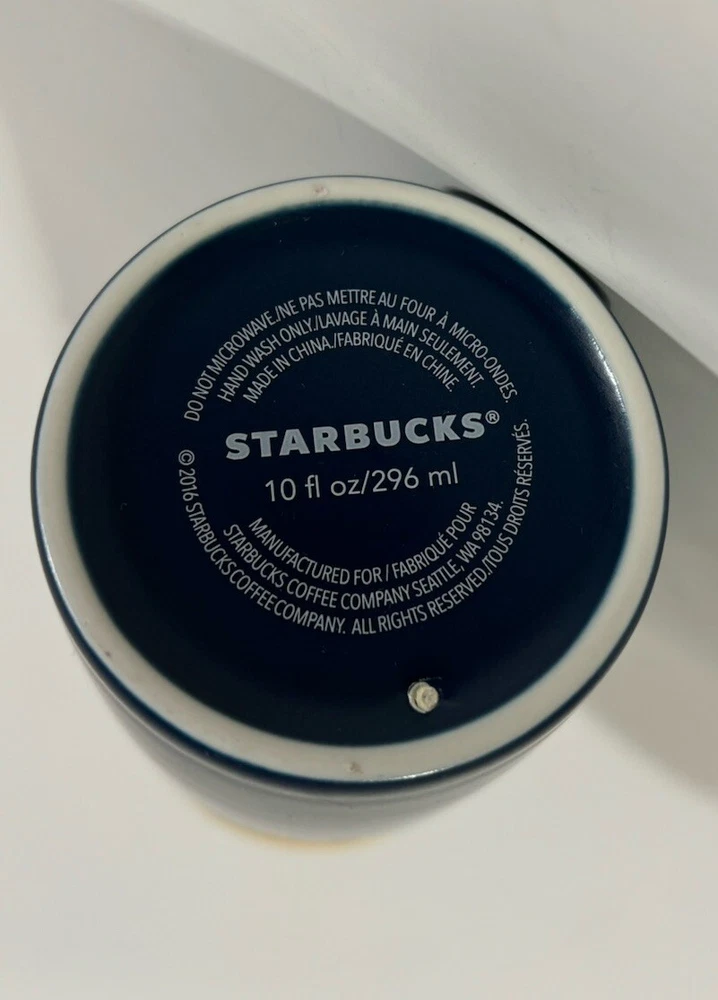 DO NOT MICROWAVE./NE PAS METTRE AU FOUR À MICRO-ONDES.
HAND WASH ONLY./LAVAGE À MAIN SEULEMENT.
MADE IN CHINA./FABRIQUÉ EN CHINE.
STARBUCKS®
10 fl oz/296 ml
MANUFACTURED FOR / FABRIQUÉ POUR
STARBUCKS COFFEE COMPANY SEATTLE, WA 98134.
©2016 STARBUCKS COFFEE COMPANY. ALL RIGHTS RESERVED./TOUS DROITS RÉSERVÉS.